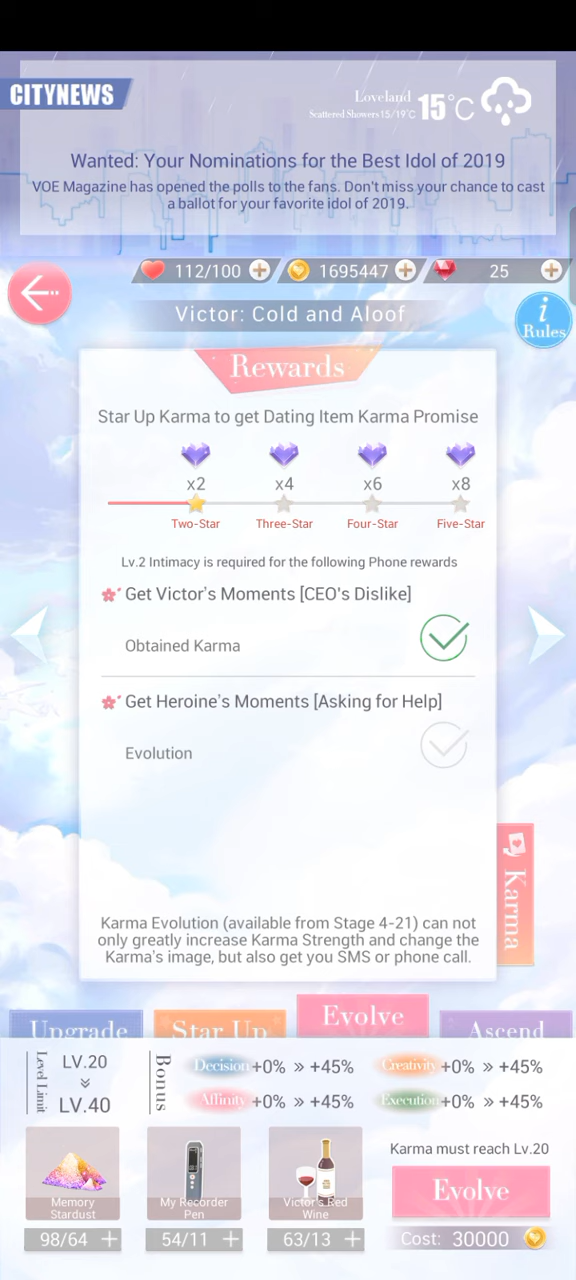 CITYNEWS
Loveland
Scattered Showers 15/19°C 15°C
Wanted: Your Nominations for the Best Idol of 2019
VOE Magazine has opened the polls to the fans. Don't miss your chance to cast
a ballot for your favorite idol of 2019.
112/100 + 1695447 + 25 +
Victor: Cold and Aloof
i
Rules
Rewards
Star Up Karma to get Dating Item Karma Promise
x2 x4 x6 x8
Two-Star Three-Star Four-Star Five-Star
Lv.2 Intimacy is required for the following Phone rewards
Get Victor's Moments [CEO's Dislike]
Obtained Karma
Get Heroine's Moments [Asking for Help]
Evolution
Karma
Karma Evolution (available from Stage 4-21) can not
only greatly increase Karma Strength and change the
Karma's image, but also get you SMS or phone call.
Upgrade Star Up Evolve Ascend
Level Limit
LV.20
LV.40
Bonus
Decision +0% » +45% Creativity +0% » +45%
Affinity +0% » +45% Execution +0% » +45%
Memory
Stardust
98/64 +
My Recorder
Pen
54/11 +
Victor's Red
Wine
63/13 +
Karma must reach Lv.20
Evolve
Cost: 30000